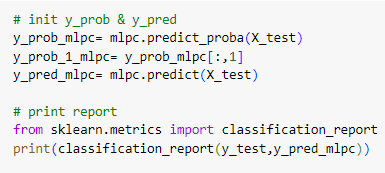 # init y_prob & y_pred
y_prob_mlpc= mlpc.predict_proba(X_test)
y_prob_1_mlpc= y_prob_mlpc[:,1]
y_pred_mlpc= mlpc.predict(X_test)

# print report
from sklearn.metrics import classification_report
print(classification_report(y_test,y_pred_mlpc))